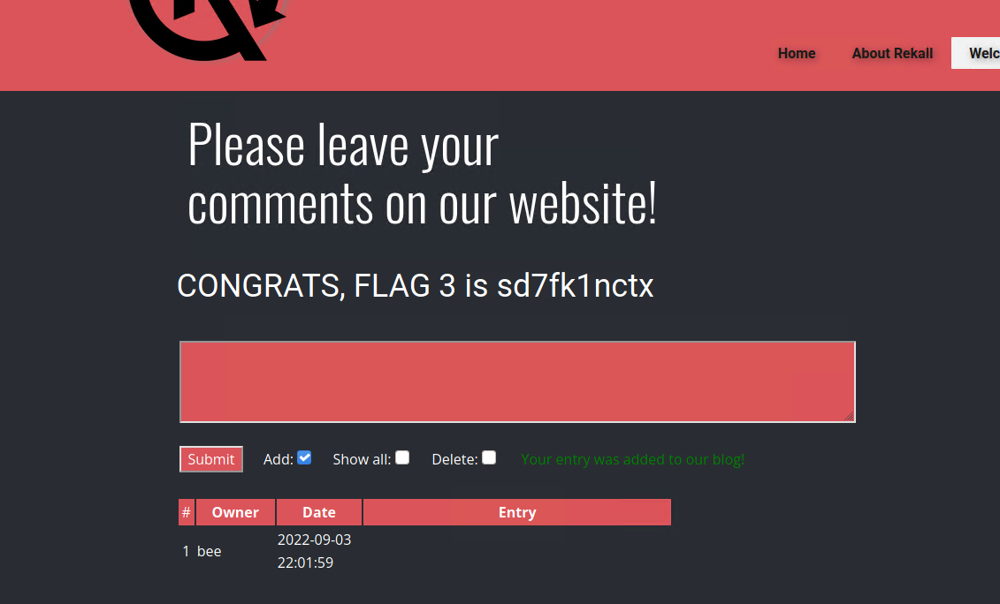 Home About Rekall Welc
Please leave your
comments on our website!
CONGRATS, FLAG 3 is sd7fk1nctx
Submit Add: Show all: Delete: Your entry was added to our blog!
# Owner Date Entry
1 bee 2022-09-03
22:01:59